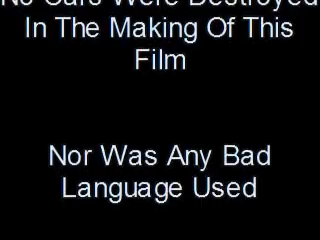 No Cars Were Destroyed
In The Making Of This
Film
Nor Was Any Bad
Language Used